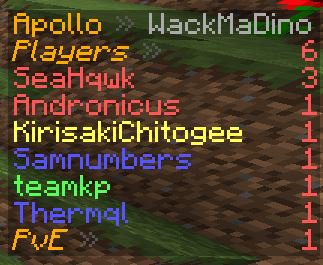 Apollo » WackMaDino
Players » 6
SeaHqwk 3
Andronicus 1
KirisakiChitogee 1
Samnumbers 1
teamkp 1
Thermql 1
PvE » 1